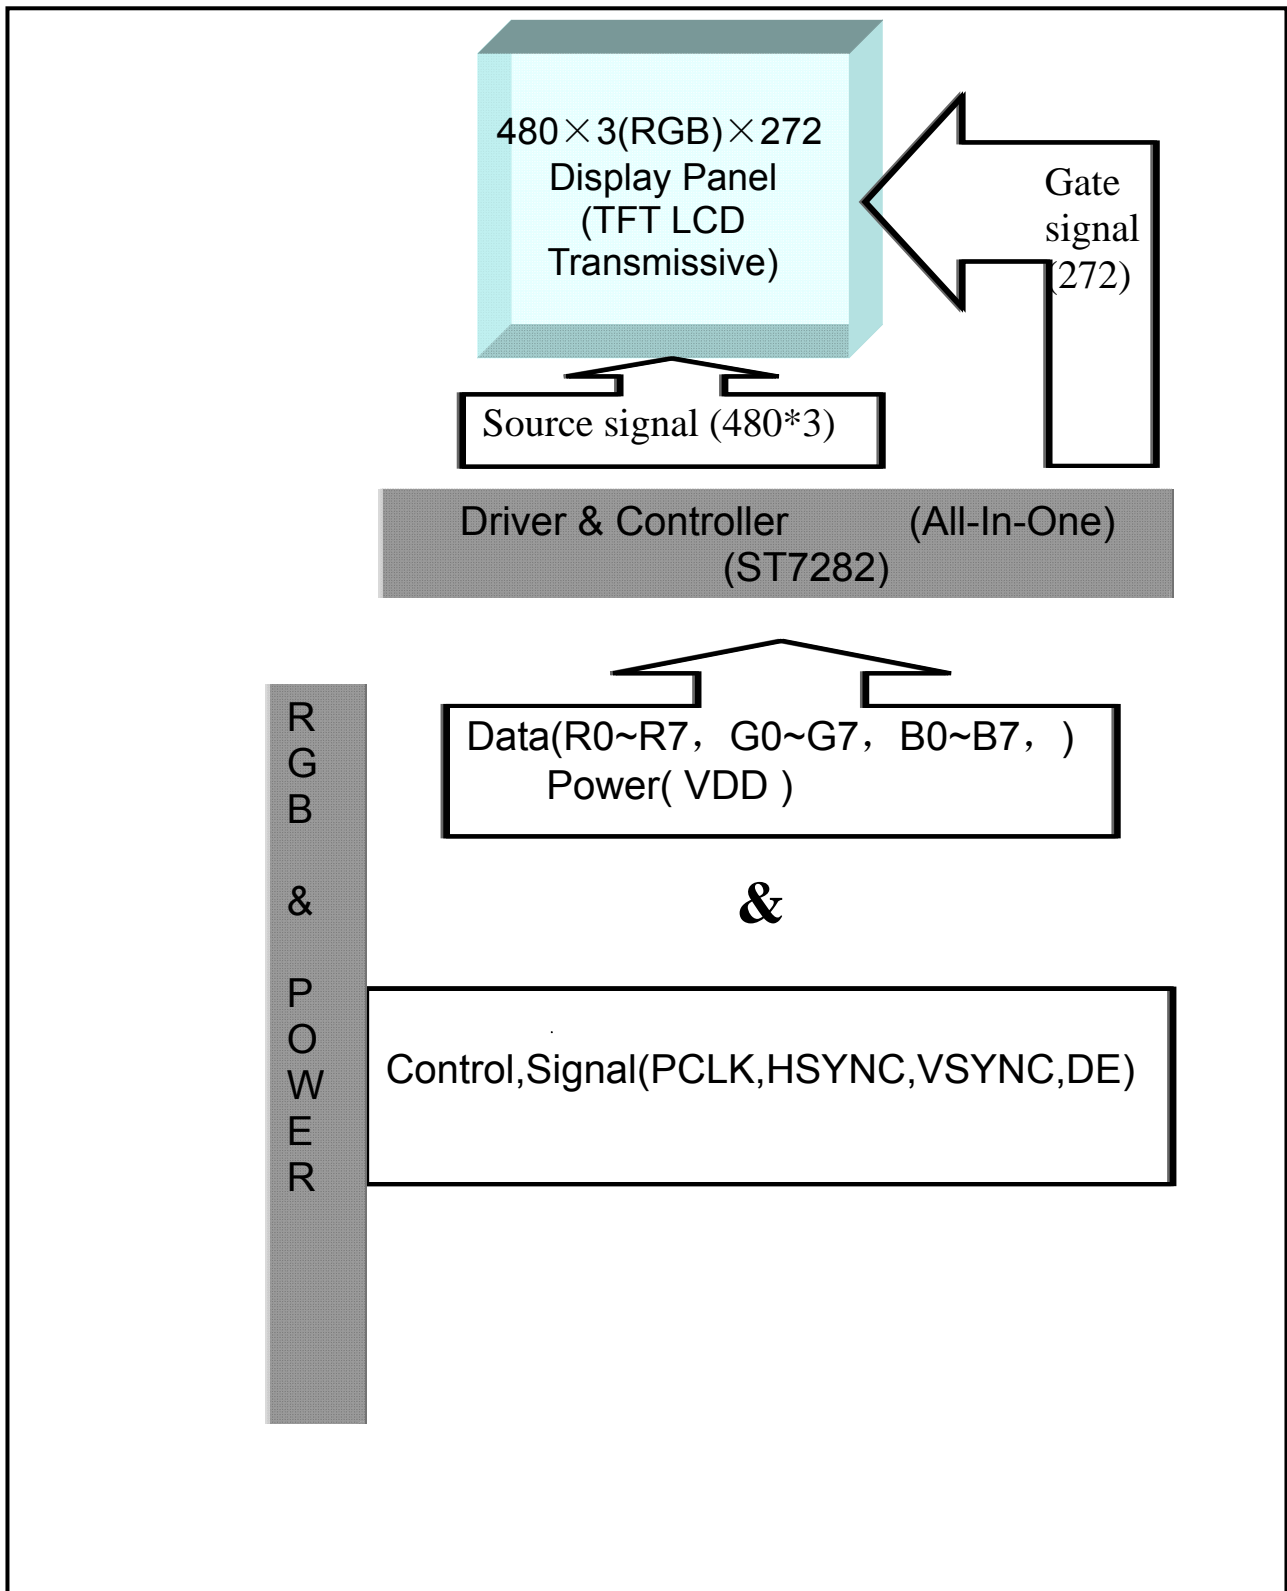 480×3(RGB)×272
Display Panel
(TFT LCD
Transmissive)
Gate
signal
(272)
Source signal (480*3)
Driver & Controller (All-In-One)
(ST7282)
R
G
B
&
P
O
W
E
R
Data(R0~R7，G0~G7，B0~B7，)
Power( VDD )
&
Control,Signal(PCLK,HSYNC,VSYNC,DE)